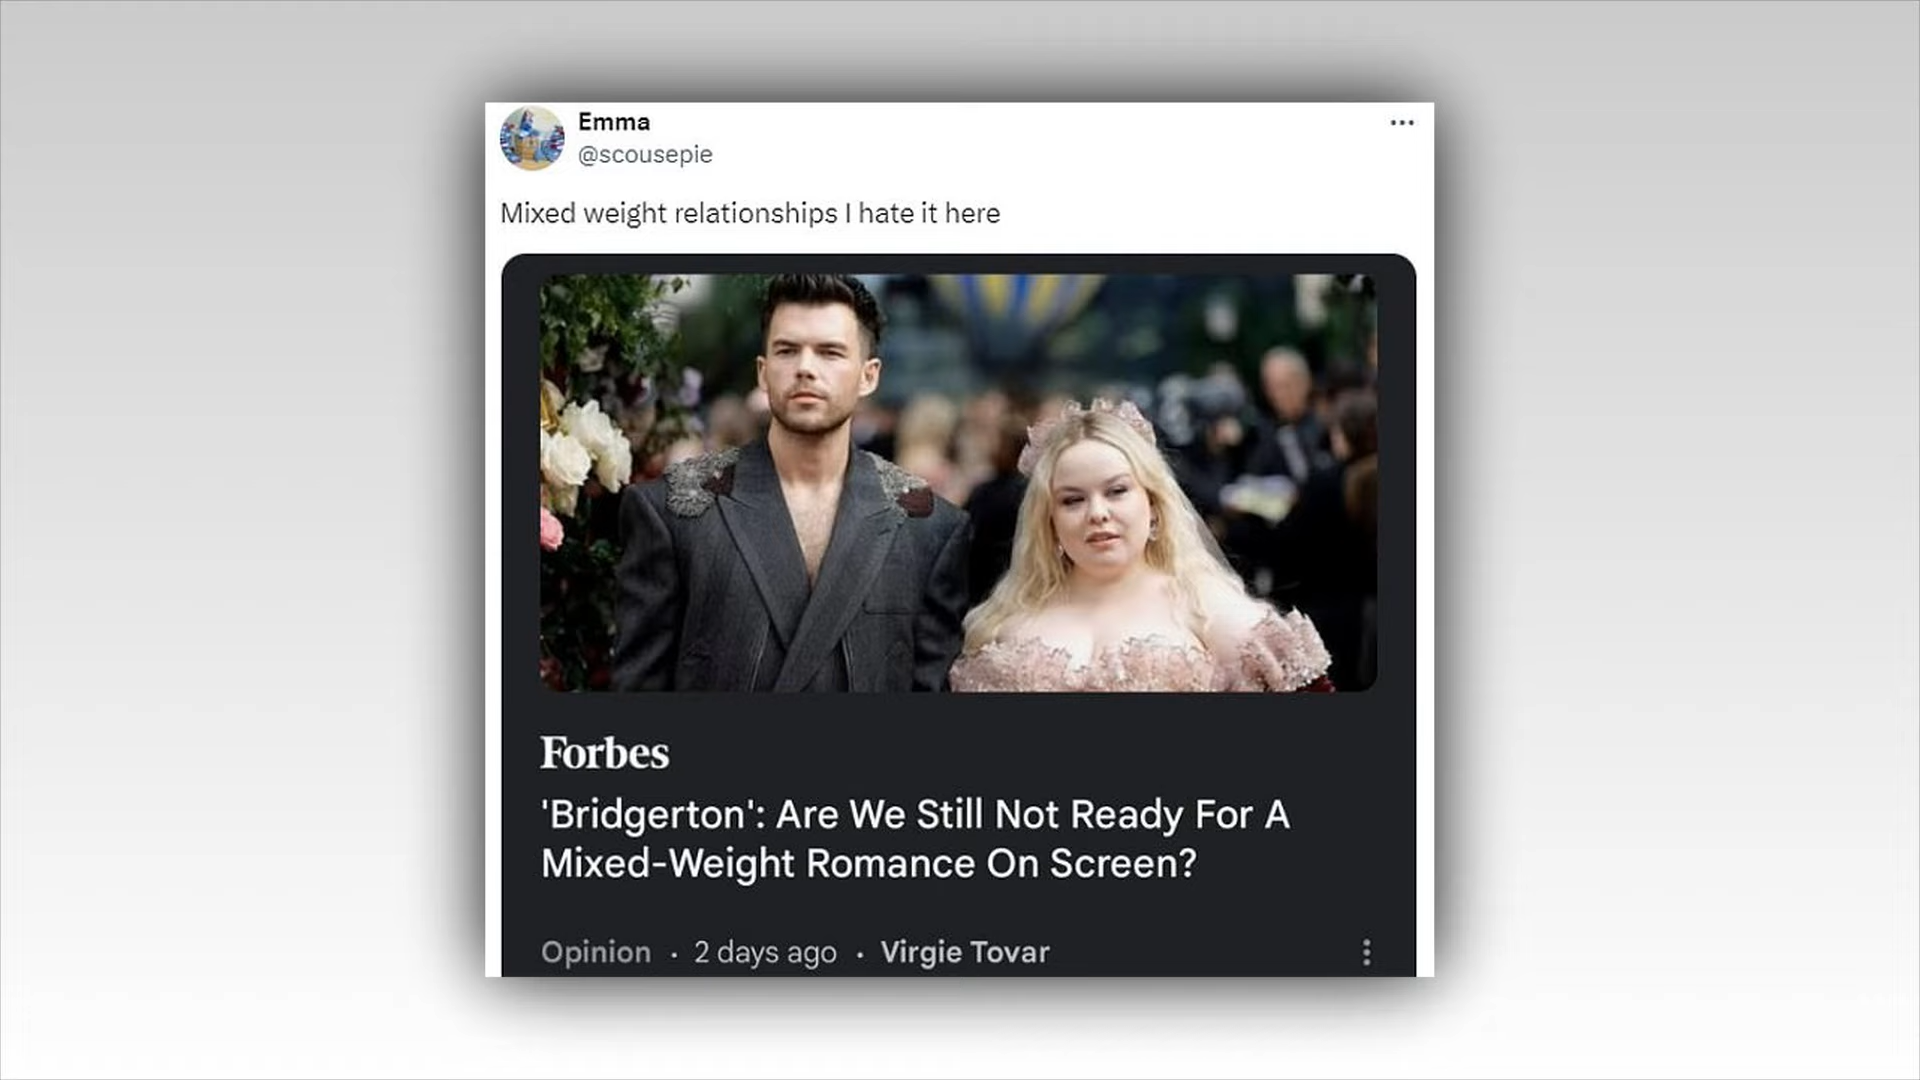 Emma
@scousepie
Mixed weight relationships I hate it here
Forbes
'Bridgerton': Are We Still Not Ready For A
Mixed-Weight Romance On Screen?
Opinion · 2 days ago · Virgie Tovar